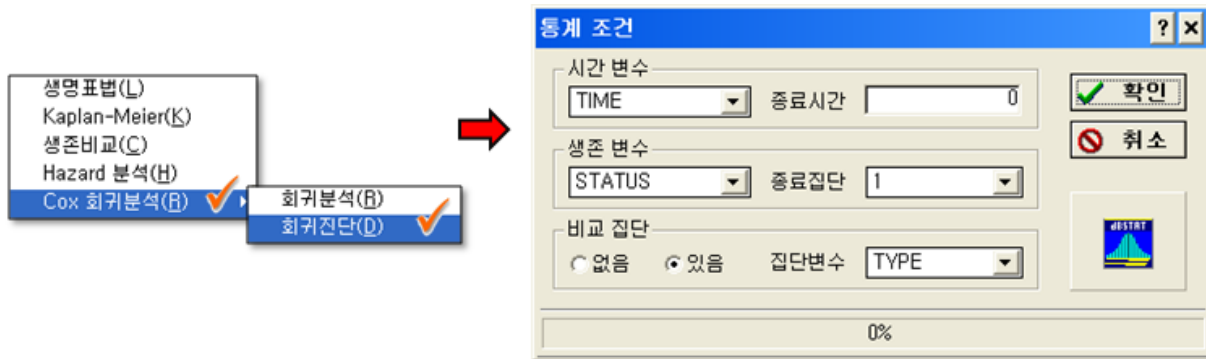 생명표법(L)
Kaplan-Meier(K)
생존비교(C)
Hazard 분석(H)
Cox 회귀분석(R)
회귀분석(R)
회귀진단(D)
통계 조건
시간 변수
TIME 종료시간 0
확인
취소
생존 변수
STATUS 종료집단 1
비교 집단
없음 있음 집단변수 TYPE
dBSTAT
0%